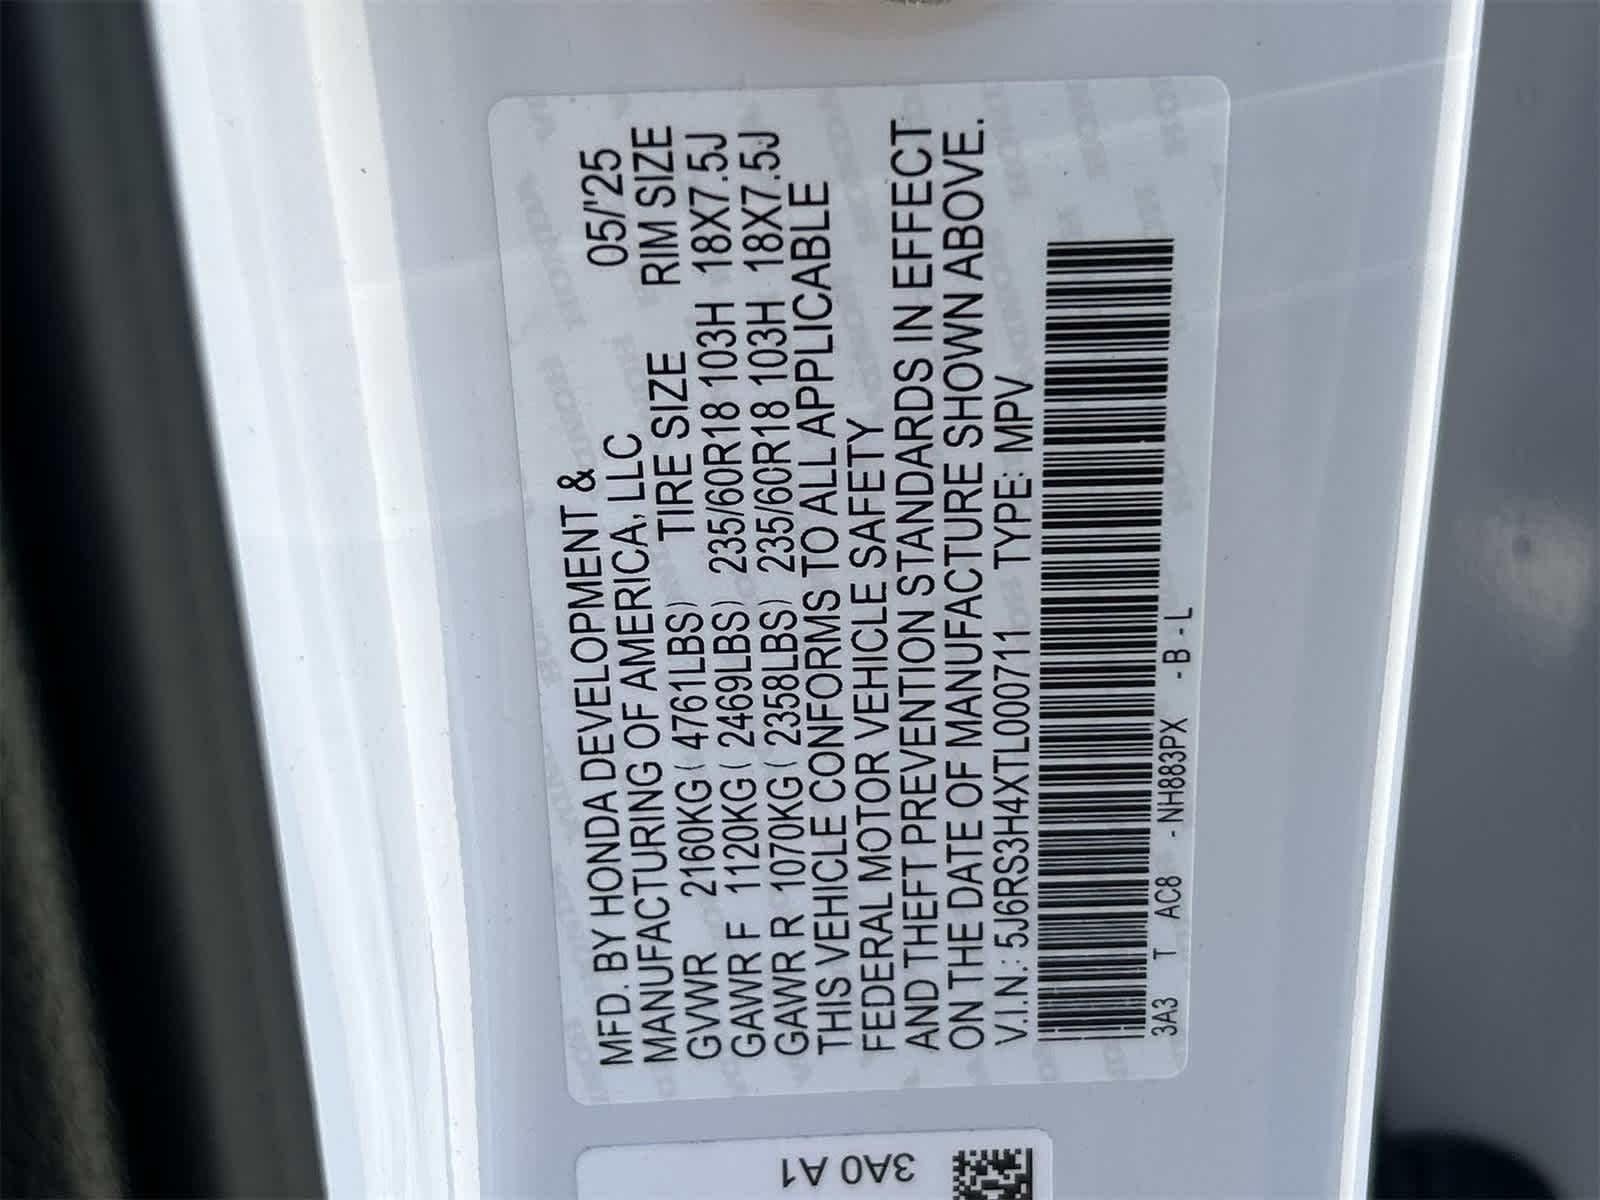 MFD. BY HONDA DEVELOPMENT &
MANUFACTURING OF AMERICA, LLC 05/'25
GVWR 2160KG ( 4761LBS) TIRE SIZE RIM SIZE
GAWR F 1120KG ( 2469LBS) 235/60R18 103H 18X7.5J
GAWR R 1070KG ( 2358LBS) 235/60R18 103H 18X7.5J
THIS VEHICLE CONFORMS TO ALL APPLICABLE
FEDERAL MOTOR VEHICLE SAFETY
AND THEFT PREVENTION STANDARDS IN EFFECT
ON THE DATE OF MANUFACTURE SHOWN ABOVE.
V.I.N.: 5J6RS3H4XTL000711 TYPE: MPV
3A3 T AC8 -NH883PX -B-L
3A0 A1